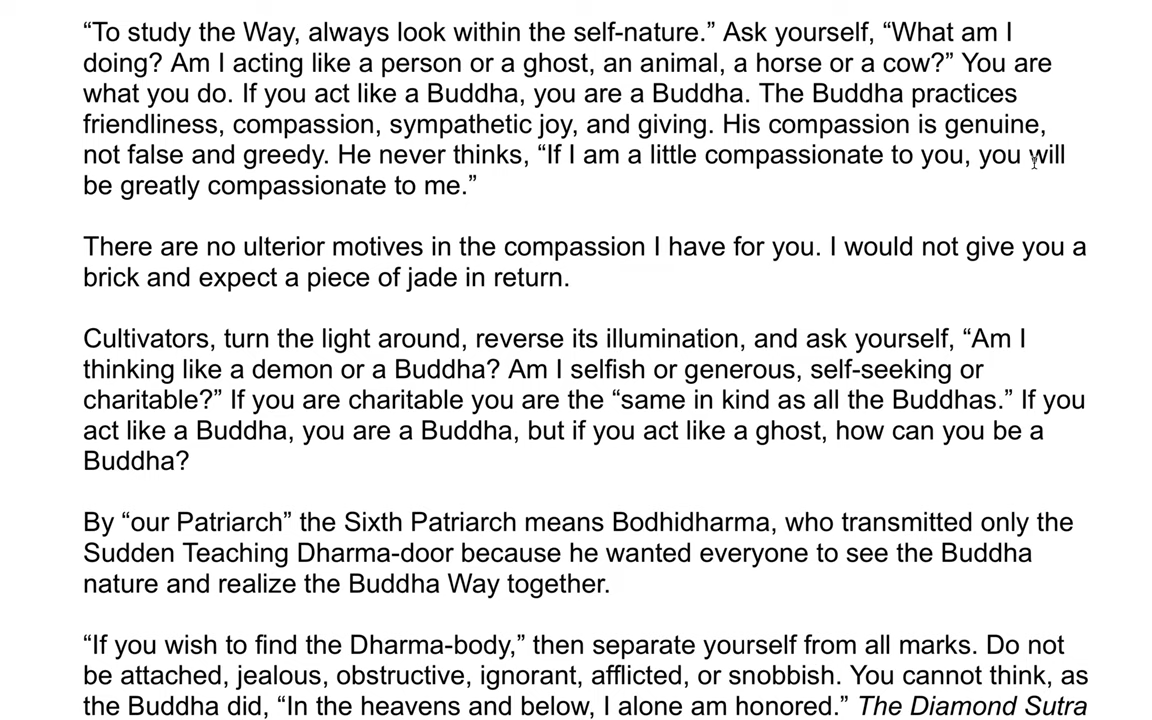 “To study the Way, always look within the self-nature.” Ask yourself, “What am I
doing? Am I acting like a person or a ghost, an animal, a horse or a cow?” You are
what you do. If you act like a Buddha, you are a Buddha. The Buddha practices
friendliness, compassion, sympathetic joy, and giving. His compassion is genuine,
not false and greedy. He never thinks, “If I am a little compassionate to you, you will
be greatly compassionate to me.”
There are no ulterior motives in the compassion I have for you. I would not give you a
brick and expect a piece of jade in return.
Cultivators, turn the light around, reverse its illumination, and ask yourself, “Am I
thinking like a demon or a Buddha? Am I selfish or generous, self-seeking or
charitable?” If you are charitable you are the “same in kind as all the Buddhas.” If you
act like a Buddha, you are a Buddha, but if you act like a ghost, how can you be a
Buddha?
By “our Patriarch” the Sixth Patriarch means Bodhidharma, who transmitted only the
Sudden Teaching Dharma-door because he wanted everyone to see the Buddha
nature and realize the Buddha Way together.
“If you wish to find the Dharma-body,” then separate yourself from all marks. Do not
be attached, jealous, obstructive, ignorant, afflicted, or snobbish. You cannot think, as
the Buddha did, “In the heavens and below, I alone am honored.” The Diamond Sutra